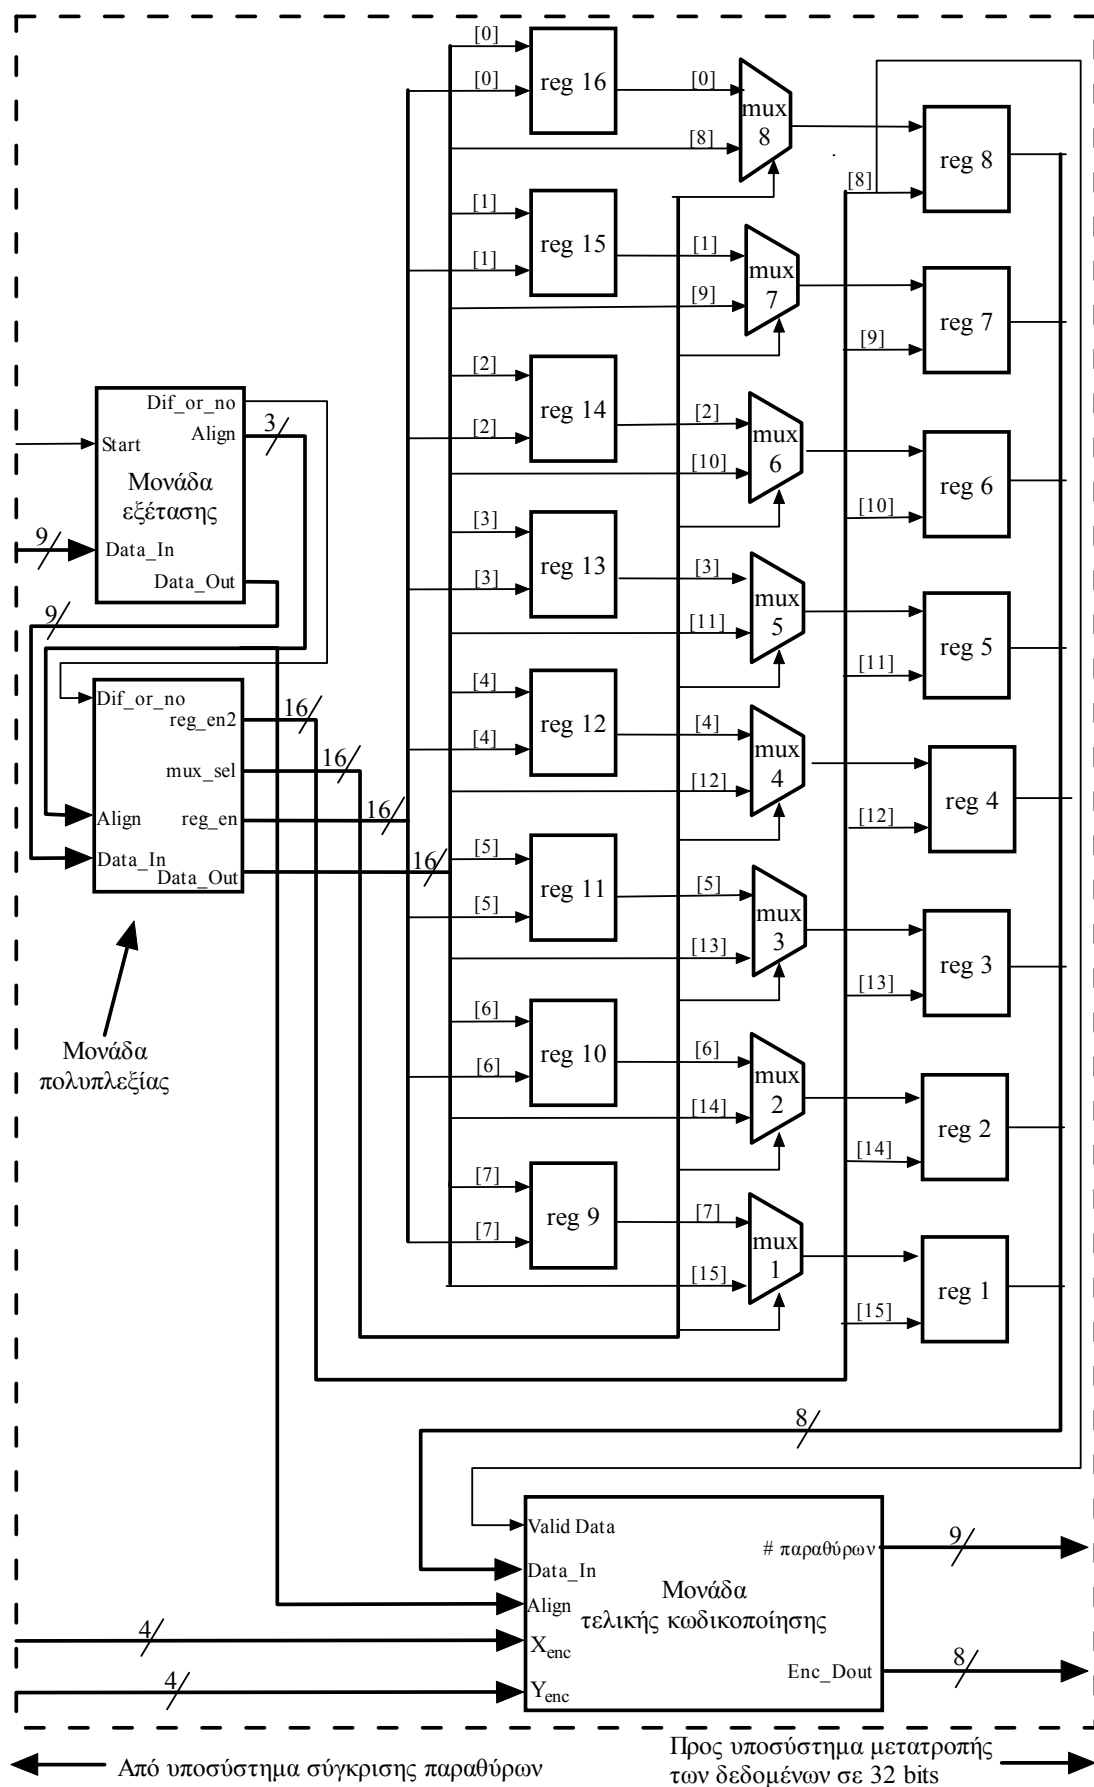 [0]
reg 16
[0]
[0]
mux
8
[8]
reg 8
[8]
[1]
reg 15
[1]
[1]
mux
7
[9]
reg 7
[9]
[2]
reg 14
[2]
[2]
mux
6
[10]
reg 6
[10]
[3]
reg 13
[3]
[3]
mux
5
[11]
reg 5
[11]
[4]
reg 12
[4]
[4]
mux
4
[12]
reg 4
[12]
[5]
reg 11
[5]
[5]
mux
3
[13]
reg 3
[13]
[6]
reg 10
[6]
[6]
mux
2
[14]
reg 2
[14]
[7]
reg 9
[7]
[7]
mux
1
[15]
reg 1
[15]
Dif_or_no
Align
3
Start
Μονάδα
εξέτασης
9
Data_In
Data_Out
9
Dif_or_no
reg_en2
16
mux_sel
16
Align
reg_en
16
Data_In
Data_Out
16
Μονάδα
πολυπλεξίας
8
Valid Data
# παραθύρων
9
Data_In
Μονάδα
τελικής κωδικοποίησης
Align
4
Xenc
Enc_Dout
8
4
Yenc
Από υποσύστημα σύγκρισης παραθύρων
Προς υποσύστημα μετατροπής
των δεδομένων σε 32 bits